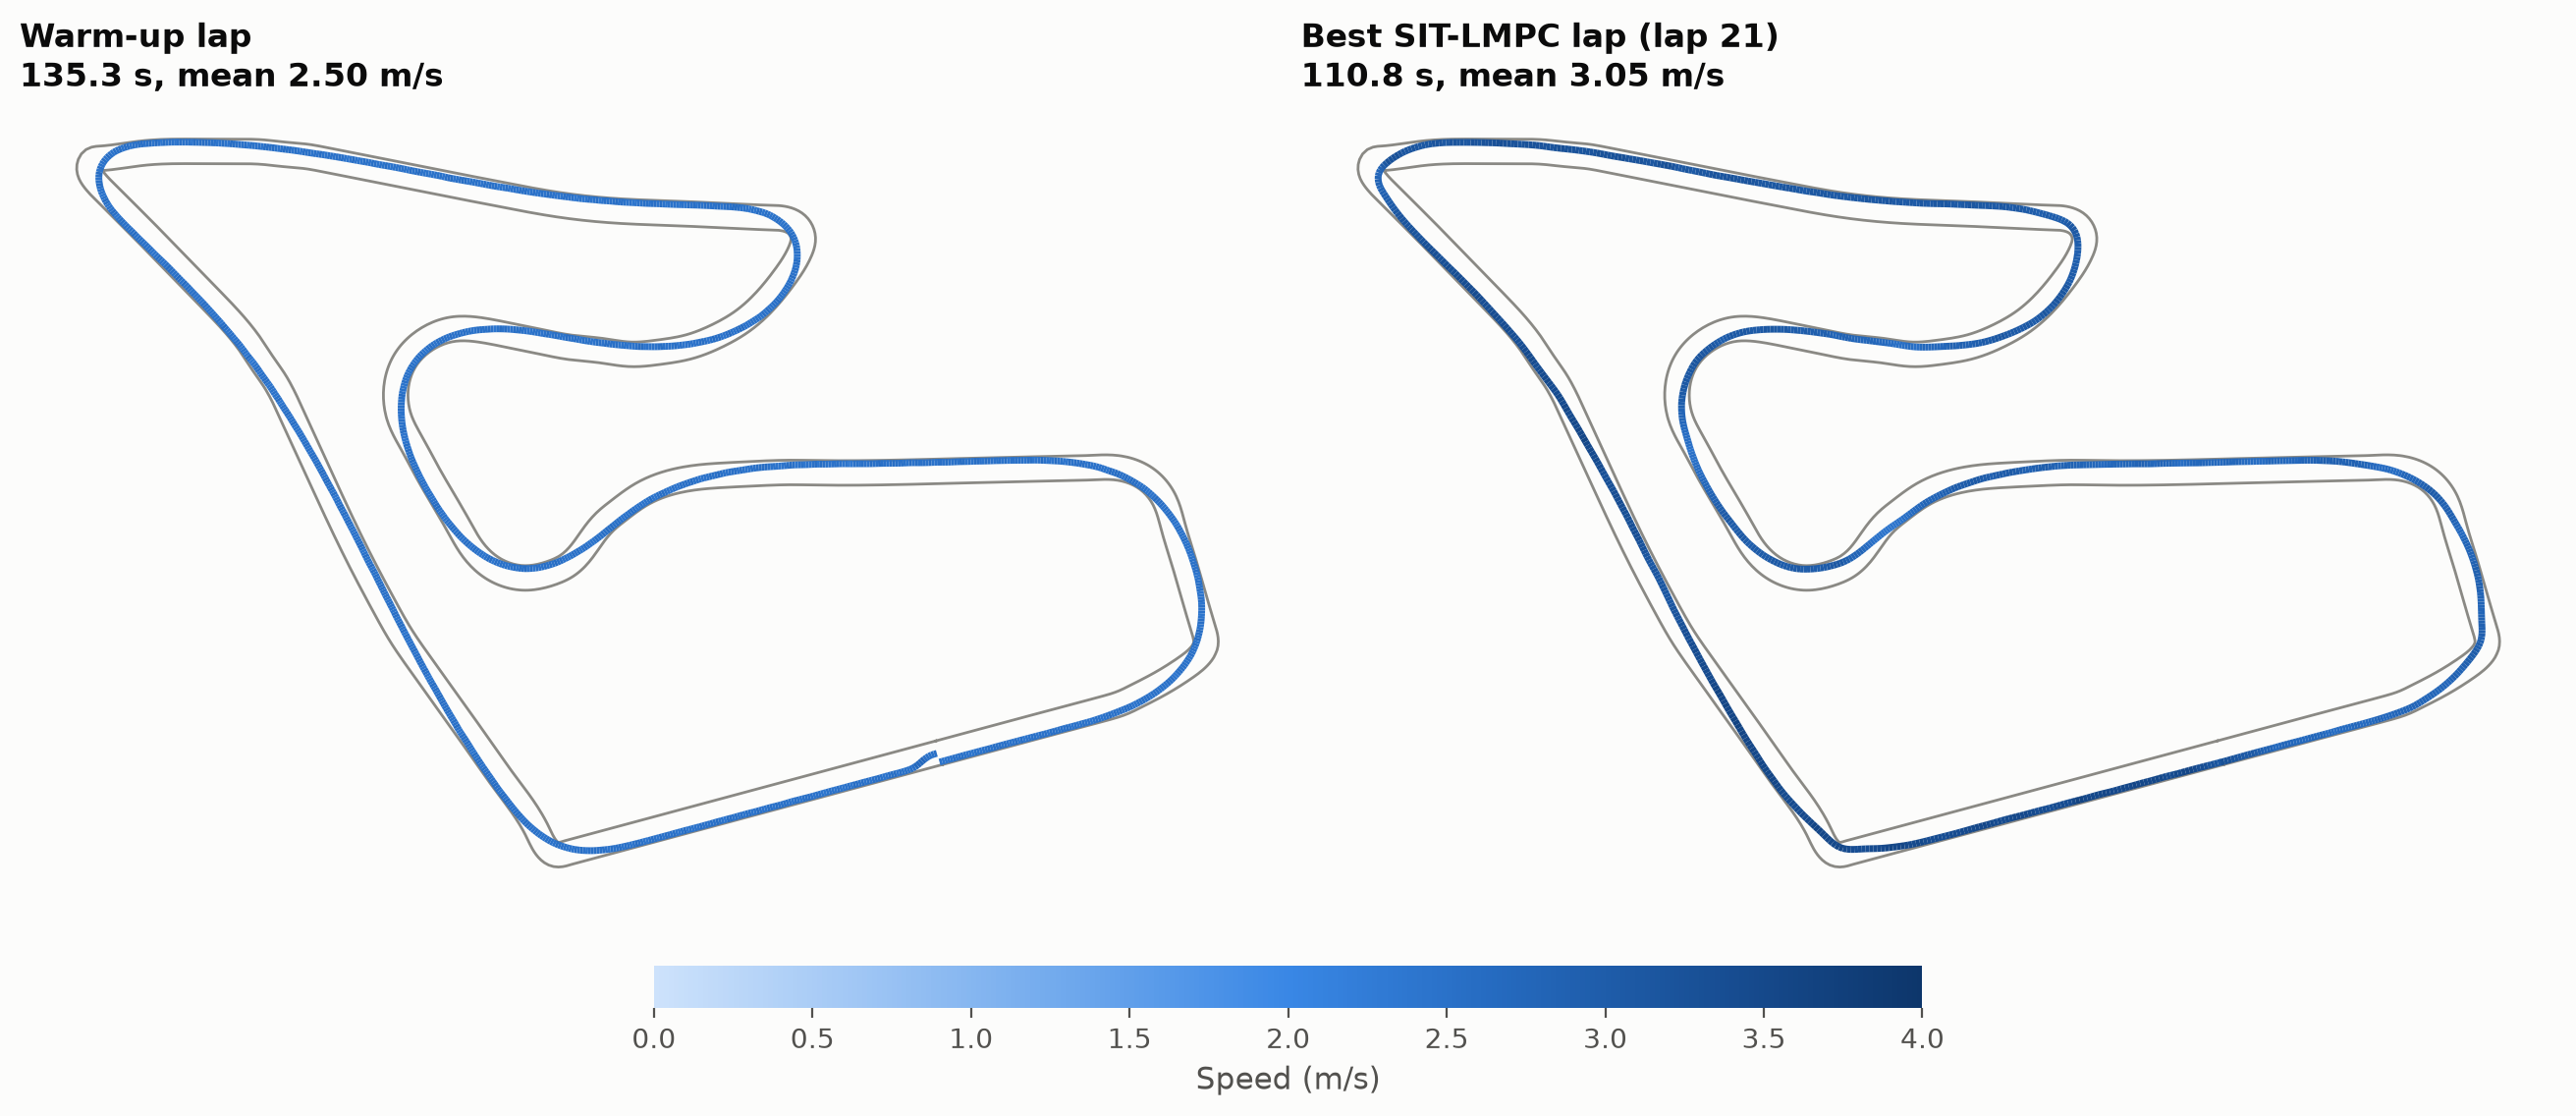 Warm-up lap
135.3 s, mean 2.50 m/s
Best SIT-LMPC lap (lap 21)
110.8 s, mean 3.05 m/s
0.0 0.5 1.0 1.5 2.0 2.5 3.0 3.5 4.0
Speed (m/s)